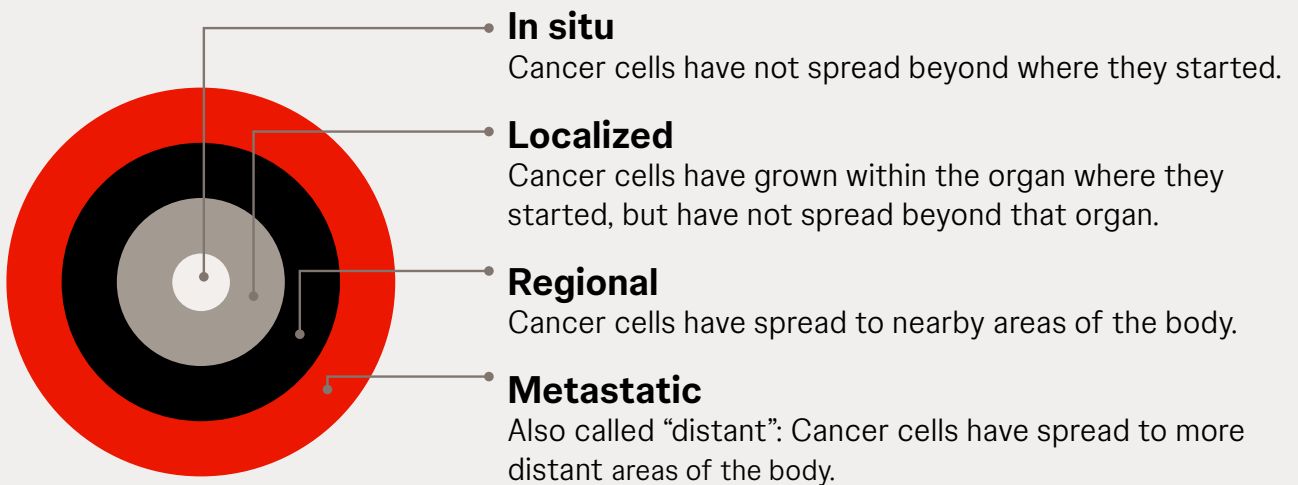 In situ
Cancer cells have not spread beyond where they started.
Localized
Cancer cells have grown within the organ where they
started, but have not spread beyond that organ.
Regional
Cancer cells have spread to nearby areas of the body.
Metastatic
Also called “distant”: Cancer cells have spread to more
distant areas of the body.